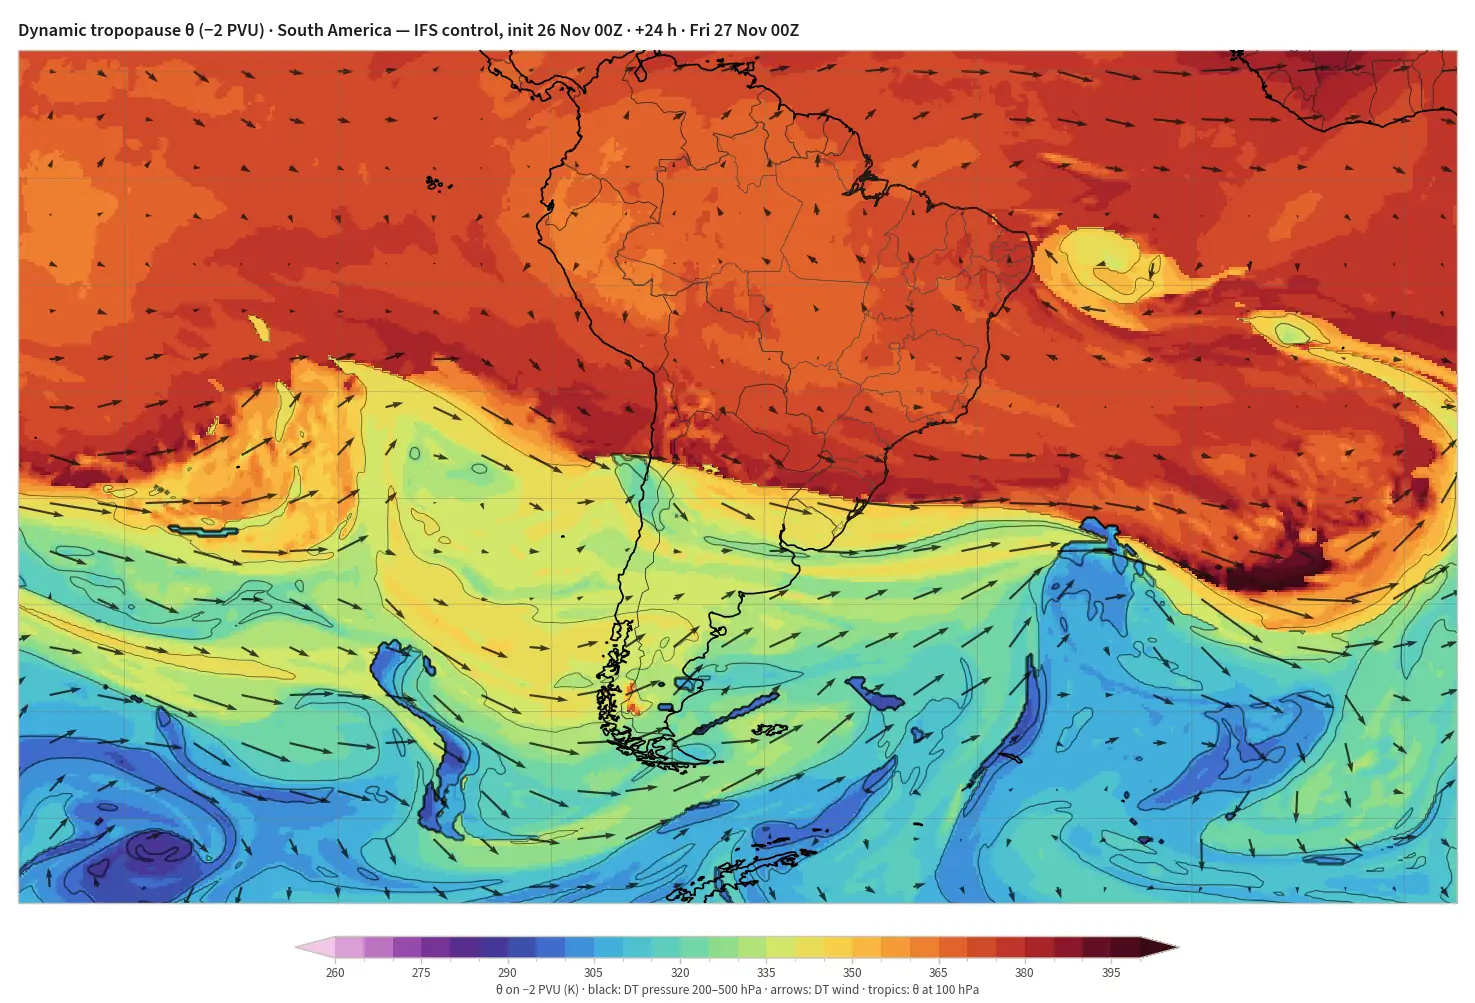 Dynamic tropopause θ (−2 PVU) · South America — IFS control, init 26 Nov 00Z · +24 h · Fri 27 Nov 00Z
260 275 290 305 320 335 350 365 380 395
θ on −2 PVU (K) · black: DT pressure 200–500 hPa · arrows: DT wind · tropics: θ at 100 hPa